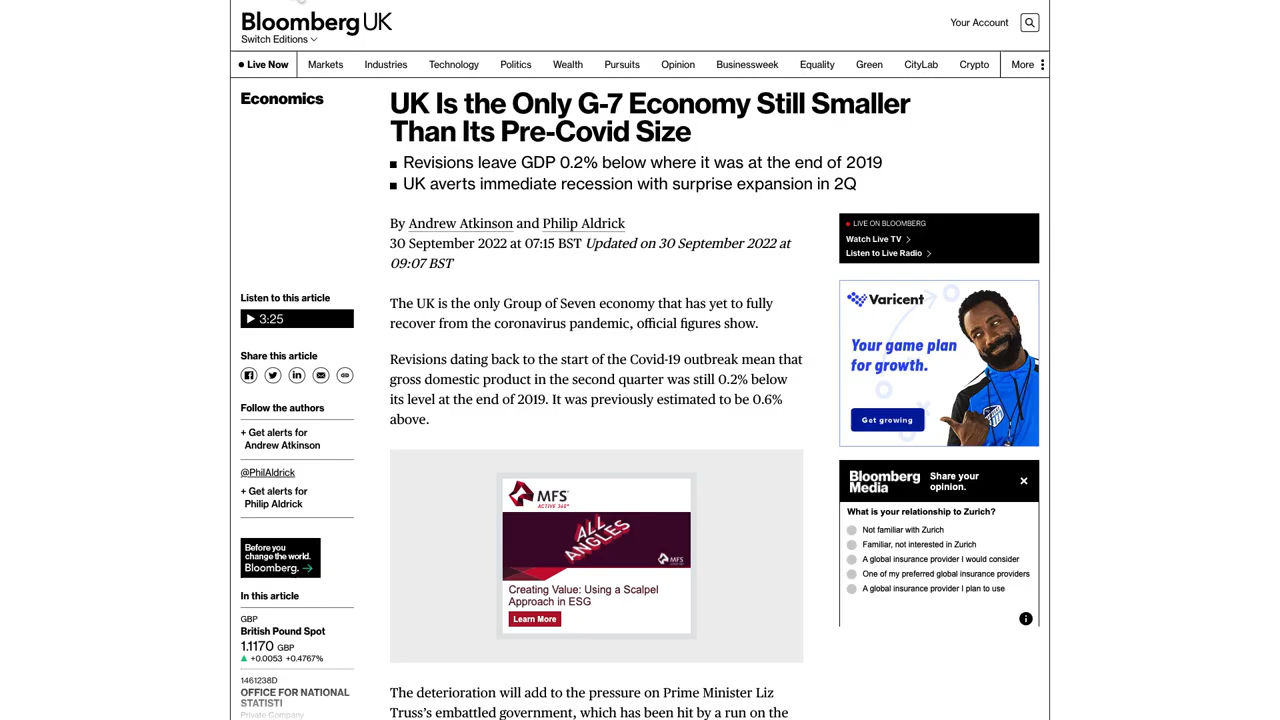 Bloomberg UK
Switch Editions
Your Account
Live Now
Markets
Industries
Technology
Politics
Wealth
Pursuits
Opinion
Businessweek
Equality
Green
CityLab
Crypto
More
Economics
UK Is the Only G-7 Economy Still Smaller
Than Its Pre-Covid Size
Revisions leave GDP 0.2% below where it was at the end of 2019
UK averts immediate recession with surprise expansion in 2Q
By Andrew Atkinson and Philip Aldrick
30 September 2022 at 07:15 BST Updated on 30 September 2022 at
09:07 BST
Listen to this article
3:25
Share this article
Follow the authors
+ Get alerts for
Andrew Atkinson
@PhilAldrick
+ Get alerts for
Philip Aldrick
Before you
change the world.
Bloomberg.
In this article
GBP
British Pound Spot
1.1170 GBP
+0.0053 +0.4767%
1461238D
OFFICE FOR NATIONAL
STATISTI
Private Company
The UK is the only Group of Seven economy that has yet to fully
recover from the coronavirus pandemic, official figures show.
Revisions dating back to the start of the Covid-19 outbreak mean that
gross domestic product in the second quarter was still 0.2% below
its level at the end of 2019. It was previously estimated to be 0.6%
above.
MFS
ACTIVE 360°
ALL
ANGLES
MFS
Creating Value: Using a Scalpel
Approach in ESG
Learn More
The deterioration will add to the pressure on Prime Minister Liz
Truss's embattled government, which has been hit by a run on the
LIVE ON BLOOMBERG
Watch Live TV
Listen to Live Radio
Varicent
Your game plan
for growth.
Get growing
Bloomberg
Media
Share your
opinion.
What is your relationship to Zurich?
Not familiar with Zurich
Familiar, not interested in Zurich
A global insurance provider I would consider
One of my preferred global insurance providers
A global insurance provider I plan to use